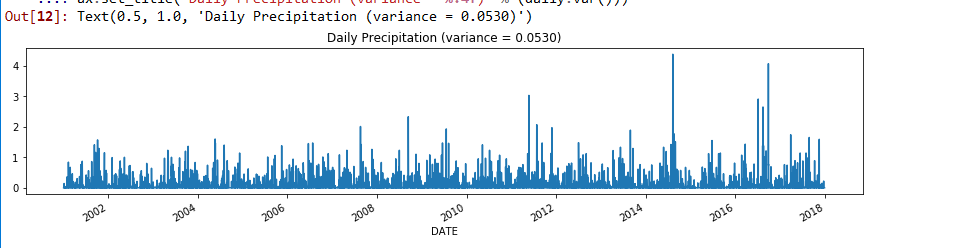 ...: ax.set_title('Daily Precipitation (variance = %.4f)' % (daily.var()))
Out[12]: Text(0.5, 1.0, 'Daily Precipitation (variance = 0.0530)')
Daily Precipitation (variance = 0.0530)
4
3
2
1
0
2002 2004 2006 2008 2010 2012 2014 2016 2018
DATE